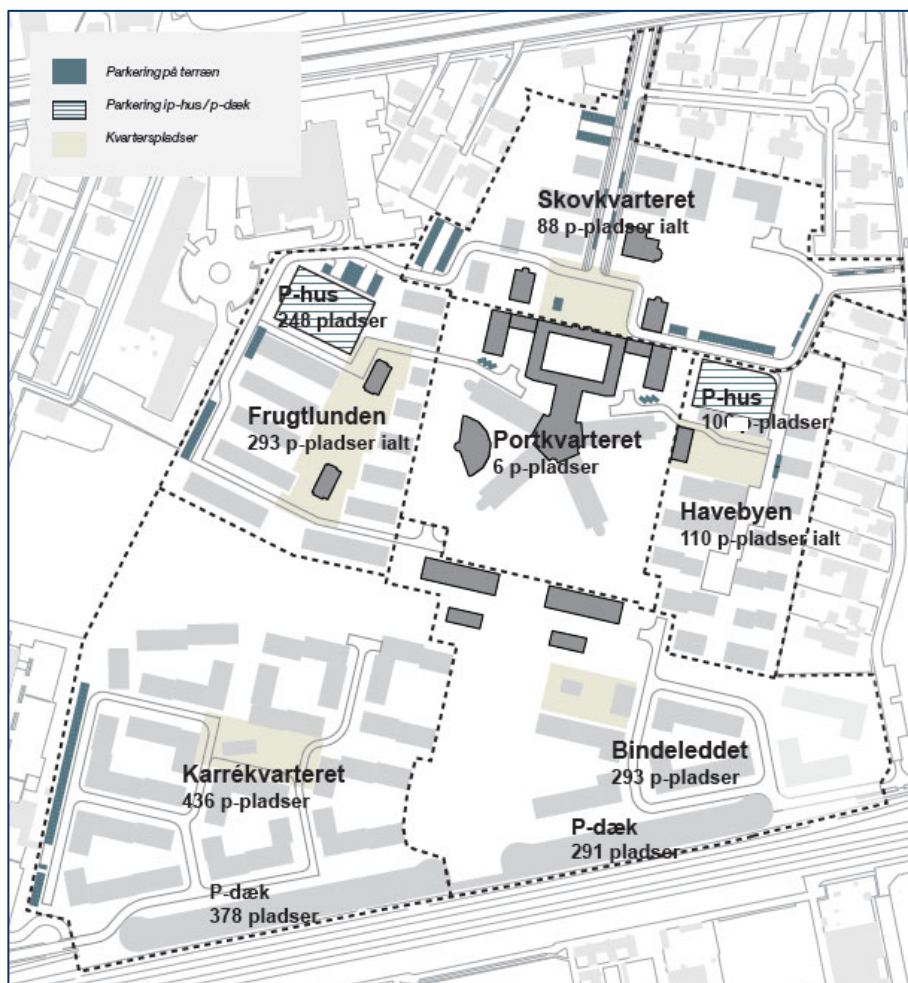 Parkering på terræn
Parkering i p-hus / p-dæk
Kvarterspladser
Skovkvarteret
88 p-pladser ialt
P-hus
248 pladser
P-hus
p-pladser
Frugtlunden
293 p-pladser ialt
Portkvarteret
6 p-pladser
Havebyen
110 p-pladser ialt
Bindeleddet
293 p-pladser
Karrékvarteret
436 p-pladser
P-dæk
291 pladser
P-dæk
378 pladser